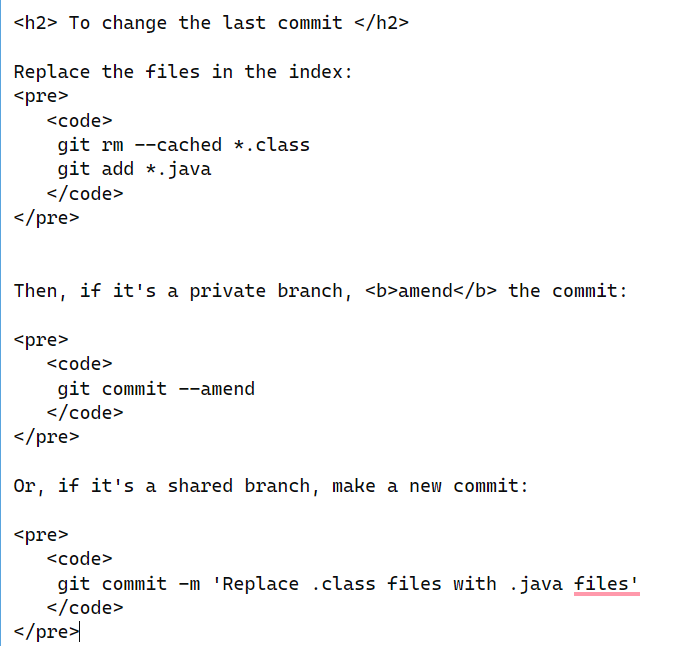 <h2> To change the last commit </h2>
Replace the files in the index:
<pre>
<code>
git rm --cached *.class
git add *.java
</code>
</pre>
Then, if it's a private branch, <b>amend</b> the commit:
<pre>
<code>
git commit --amend
</code>
</pre>
Or, if it's a shared branch, make a new commit:
<pre>
<code>
git commit -m 'Replace .class files with .java files'
</code>
</pre>